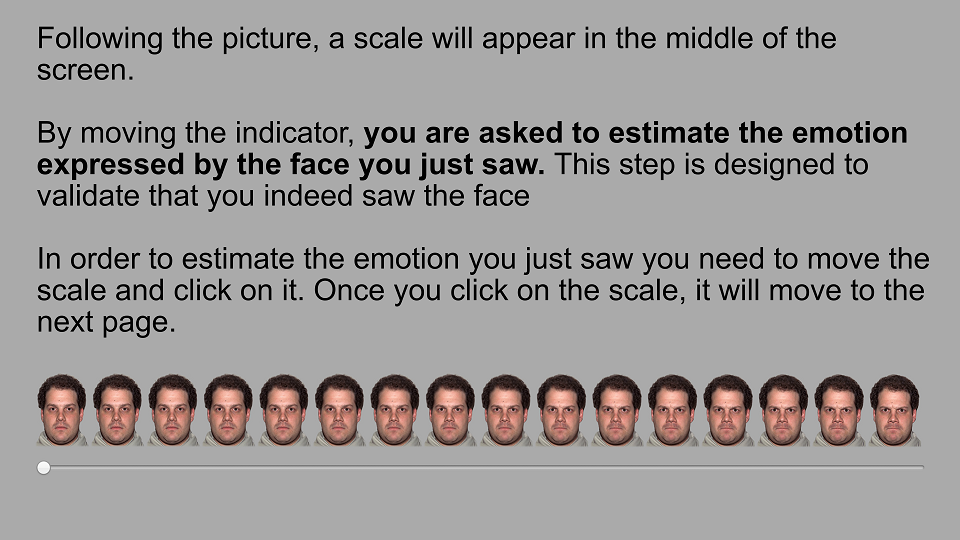 Following the picture, a scale will appear in the middle of the
screen.
By moving the indicator, you are asked to estimate the emotion
expressed by the face you just saw. This step is designed to
validate that you indeed saw the face
In order to estimate the emotion you just saw you need to move the
scale and click on it. Once you click on the scale, it will move to the
next page.